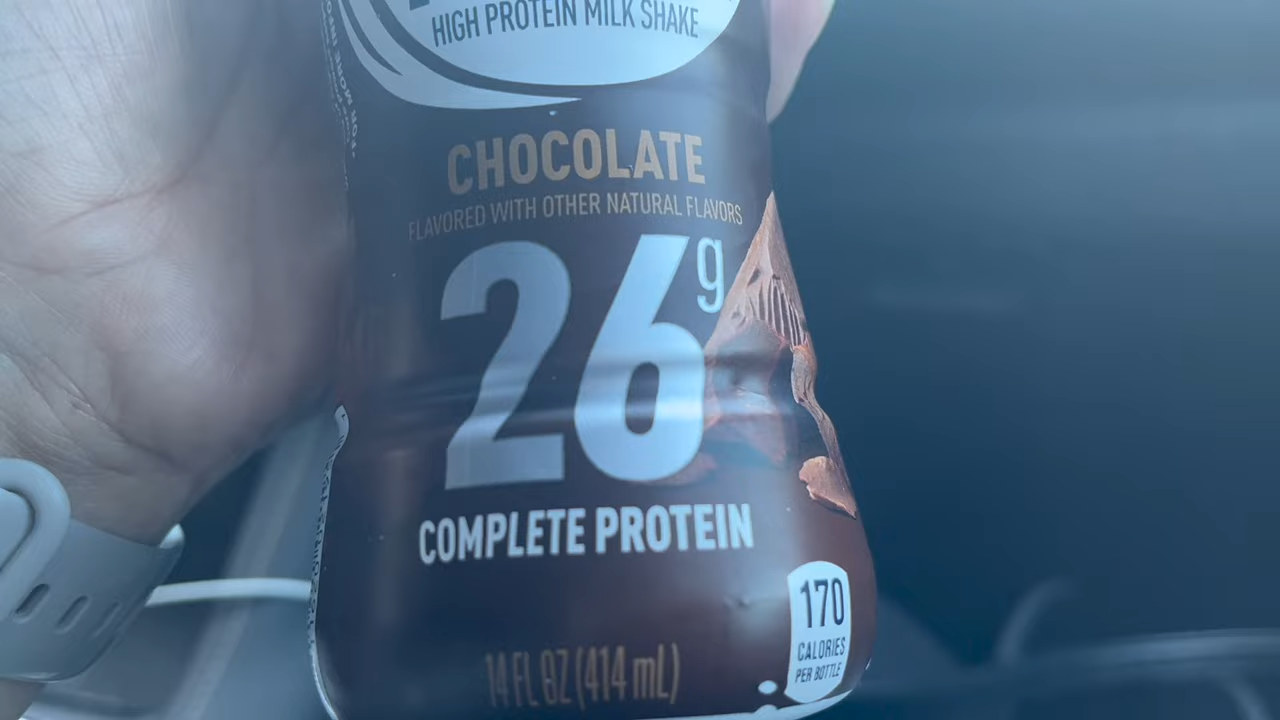 HIGH PROTEIN MILK SHAKE
CHOCOLATE
FLAVORED WITH OTHER NATURAL FLAVORS
26g
COMPLETE PROTEIN
170
CALORIES
PER BOTTLE
14 FL OZ (414 mL)